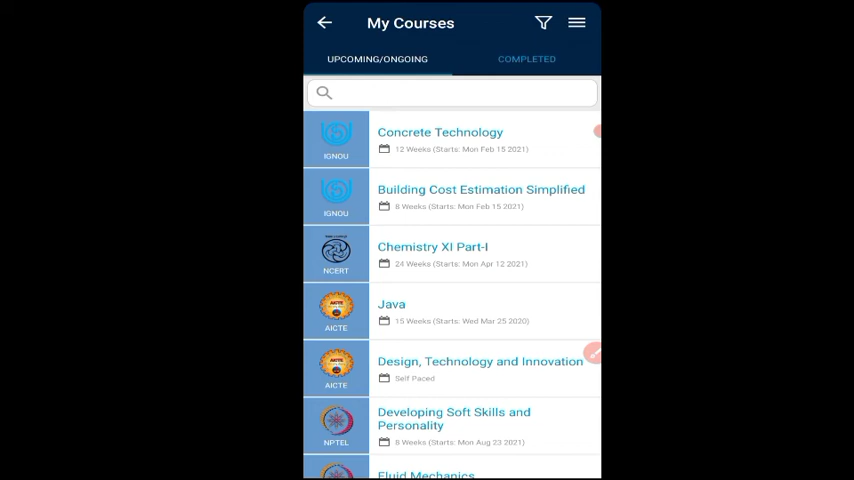 My Courses
UPCOMING/ONGOING COMPLETED
Concrete Technology
IGNOU 12 Weeks (Starts: Mon Feb 15 2021)
Building Cost Estimation Simplified
IGNOU 8 Weeks (Starts: Mon Feb 15 2021)
Chemistry XI Part-I
NCERT 24 Weeks (Starts: Mon Apr 12 2021)
Java
AICTE 15 Weeks (Starts: Wed Mar 25 2020)
Design, Technology and Innovation
AICTE Self Paced
Developing Soft Skills and
Personality
NPTEL 8 Weeks (Starts: Mon Aug 23 2021)
Fluid Mechanics